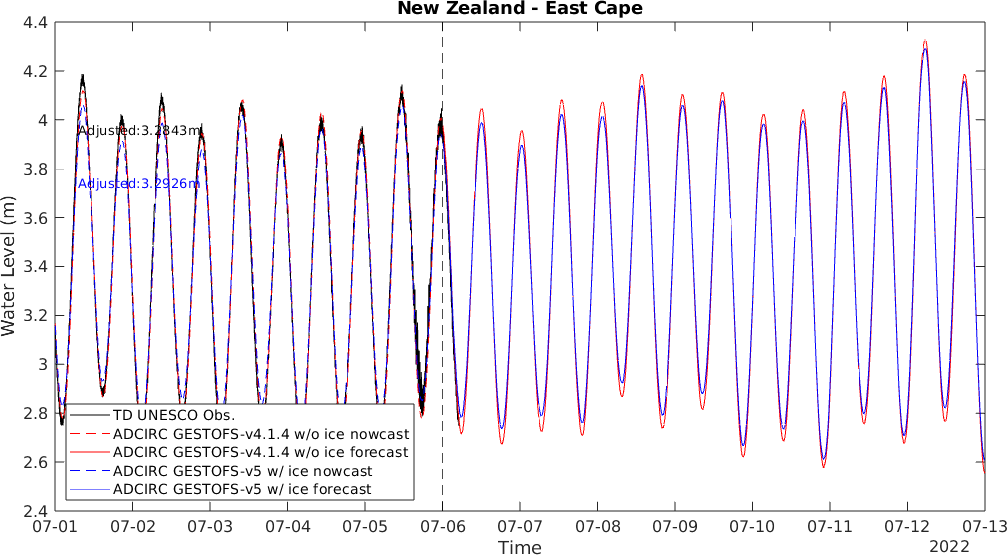 New Zealand - East Cape
4.4
4.2
4
3.8
3.6
3.4
3.2
3
2.8
2.6
2.4
Water Level (m)
Adjusted:3.2843m
Adjusted:3.2926m
TD UNESCO Obs.
ADCIRC GESTOFS-v4.1.4 w/o ice nowcast
ADCIRC GESTOFS-v4.1.4 w/o ice forecast
ADCIRC GESTOFS-v5 w/ ice nowcast
ADCIRC GESTOFS-v5 w/ ice forecast
07-01 07-02 07-03 07-04 07-05 07-06 07-07 07-08 07-09 07-10 07-11 07-12 07-13
Time
2022